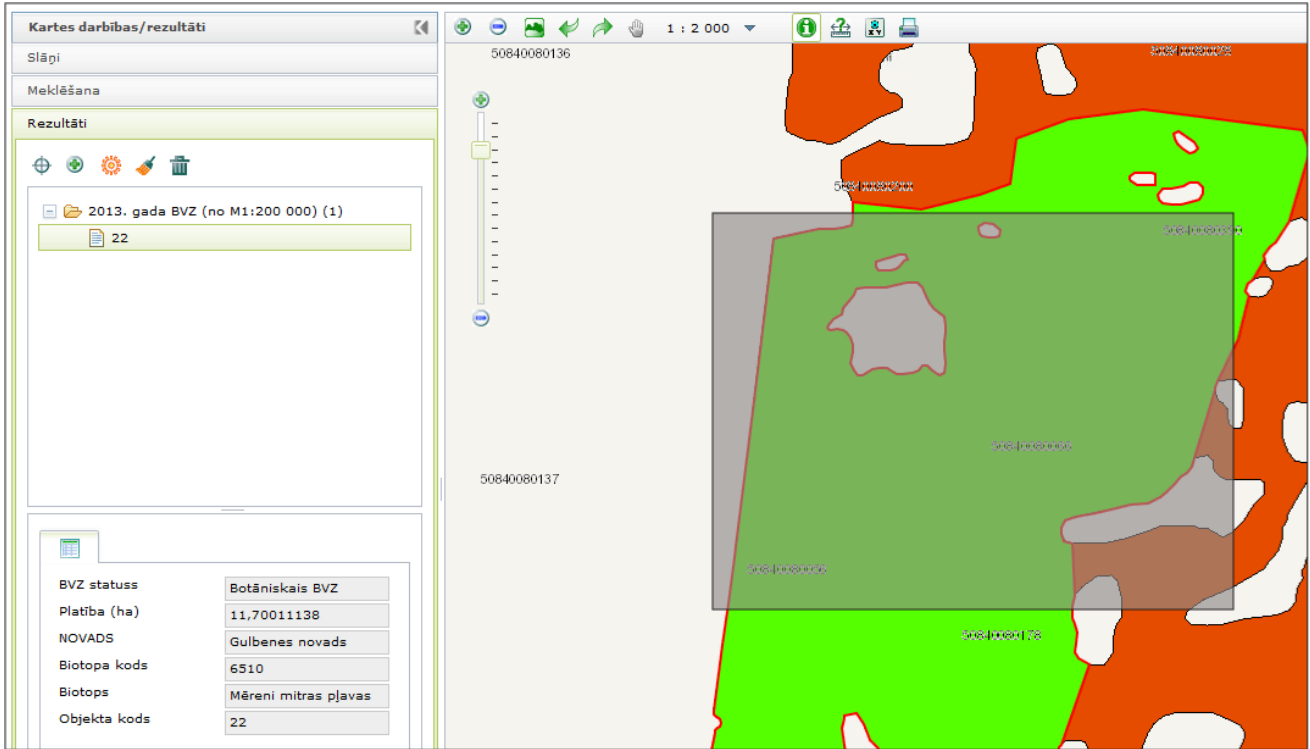 Kartes darbības/rezultāti
1 : 2 000
Slāņi
Meklēšana
Rezultāti
2013. gada BVZ (no M1:200 000) (1)
22
BVZ statuss Botāniskais BVZ
Platība (ha) 11,70011138
NOVADS Gulbenes novads
Biotopa kods 6510
Biotops Mēreni mitras pļavas
Objekta kods 22
50840080136
50840080137
50840080178